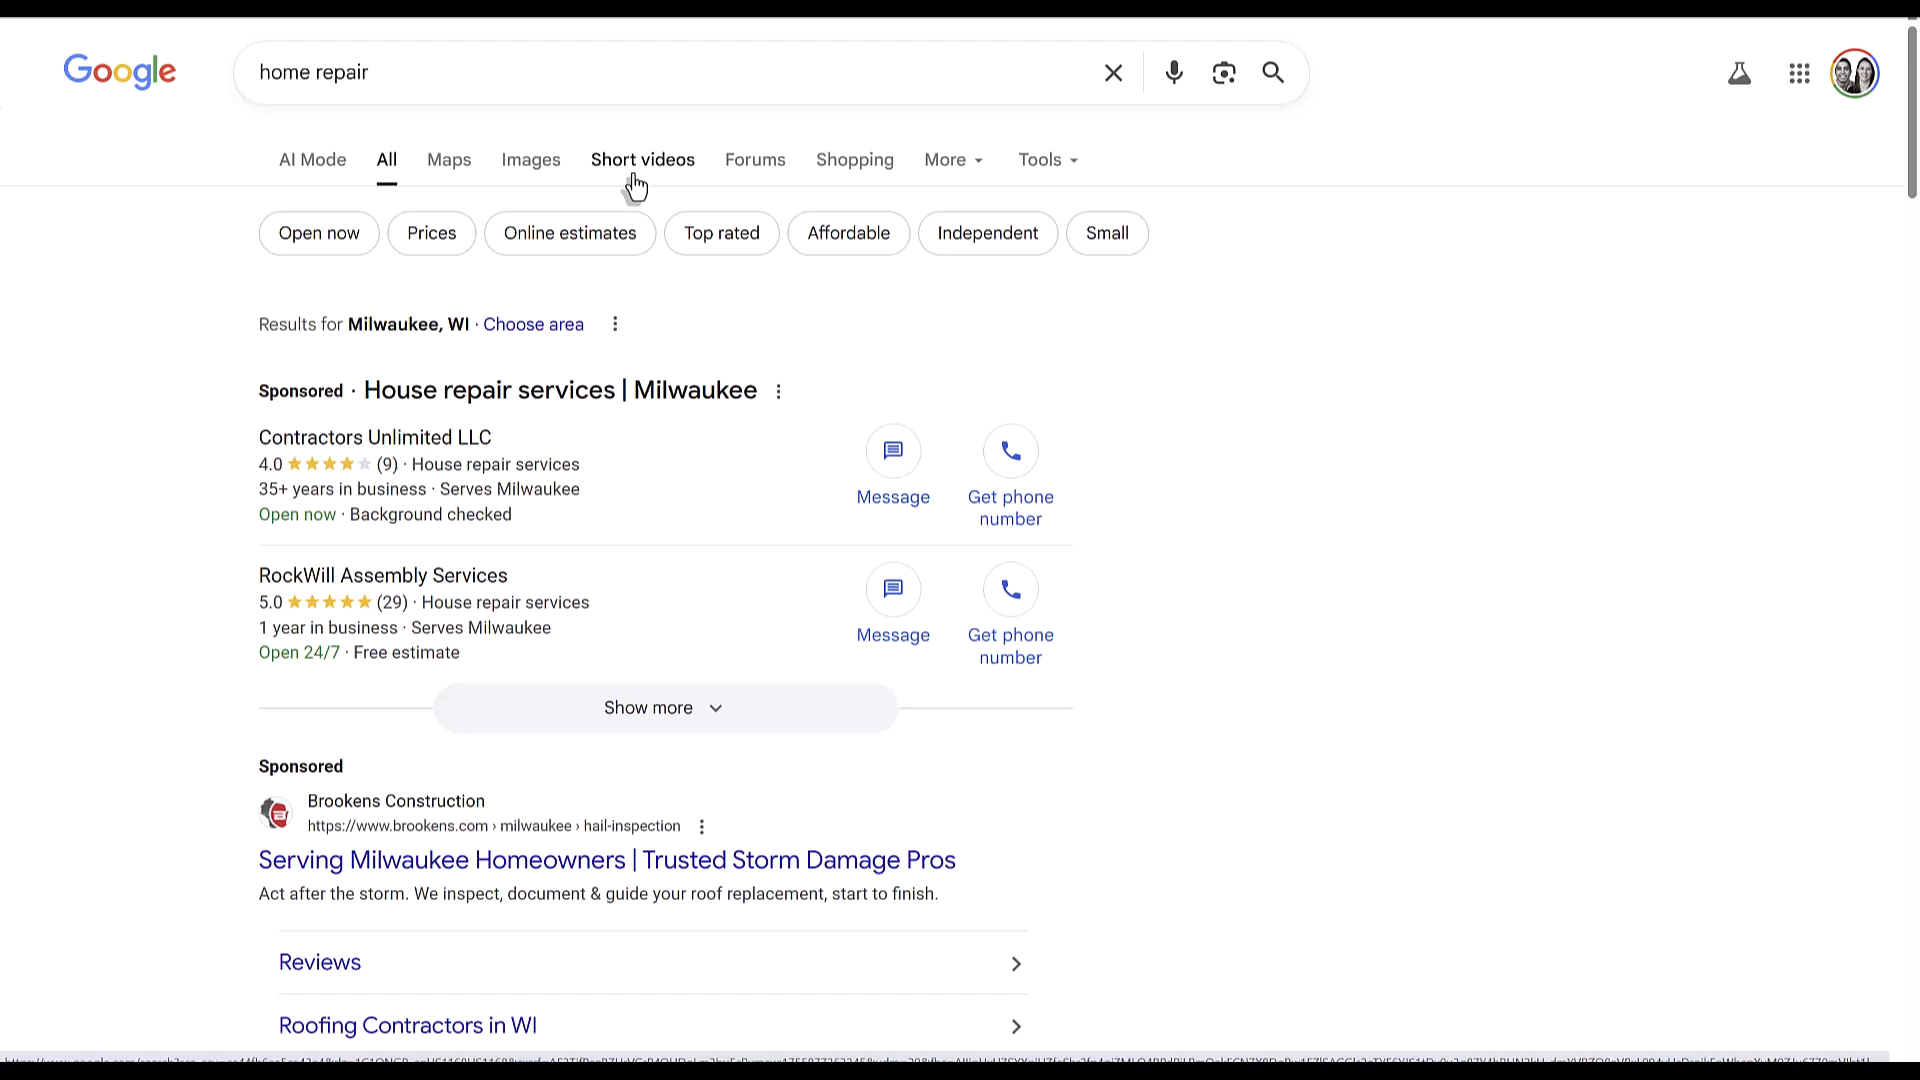 Google
home repair
AI Mode
All
Maps
Images
Short videos
Forums
Shopping
More
Tools
Open now
Prices
Online estimates
Top rated
Affordable
Independent
Small
Results for Milwaukee, WI · Choose area
Sponsored · House repair services | Milwaukee
Contractors Unlimited LLC
4.0 (9) · House repair services
35+ years in business · Serves Milwaukee
Open now · Background checked
Message
Get phone
number
RockWill Assembly Services
5.0 (29) · House repair services
1 year in business · Serves Milwaukee
Open 24/7 · Free estimate
Message
Get phone
number
Show more
Sponsored
Brookens Construction
https://www.brookens.com › milwaukee › hail-inspection
Serving Milwaukee Homeowners | Trusted Storm Damage Pros
Act after the storm. We inspect, document & guide your roof replacement, start to finish.
Reviews
Roofing Contractors in WI